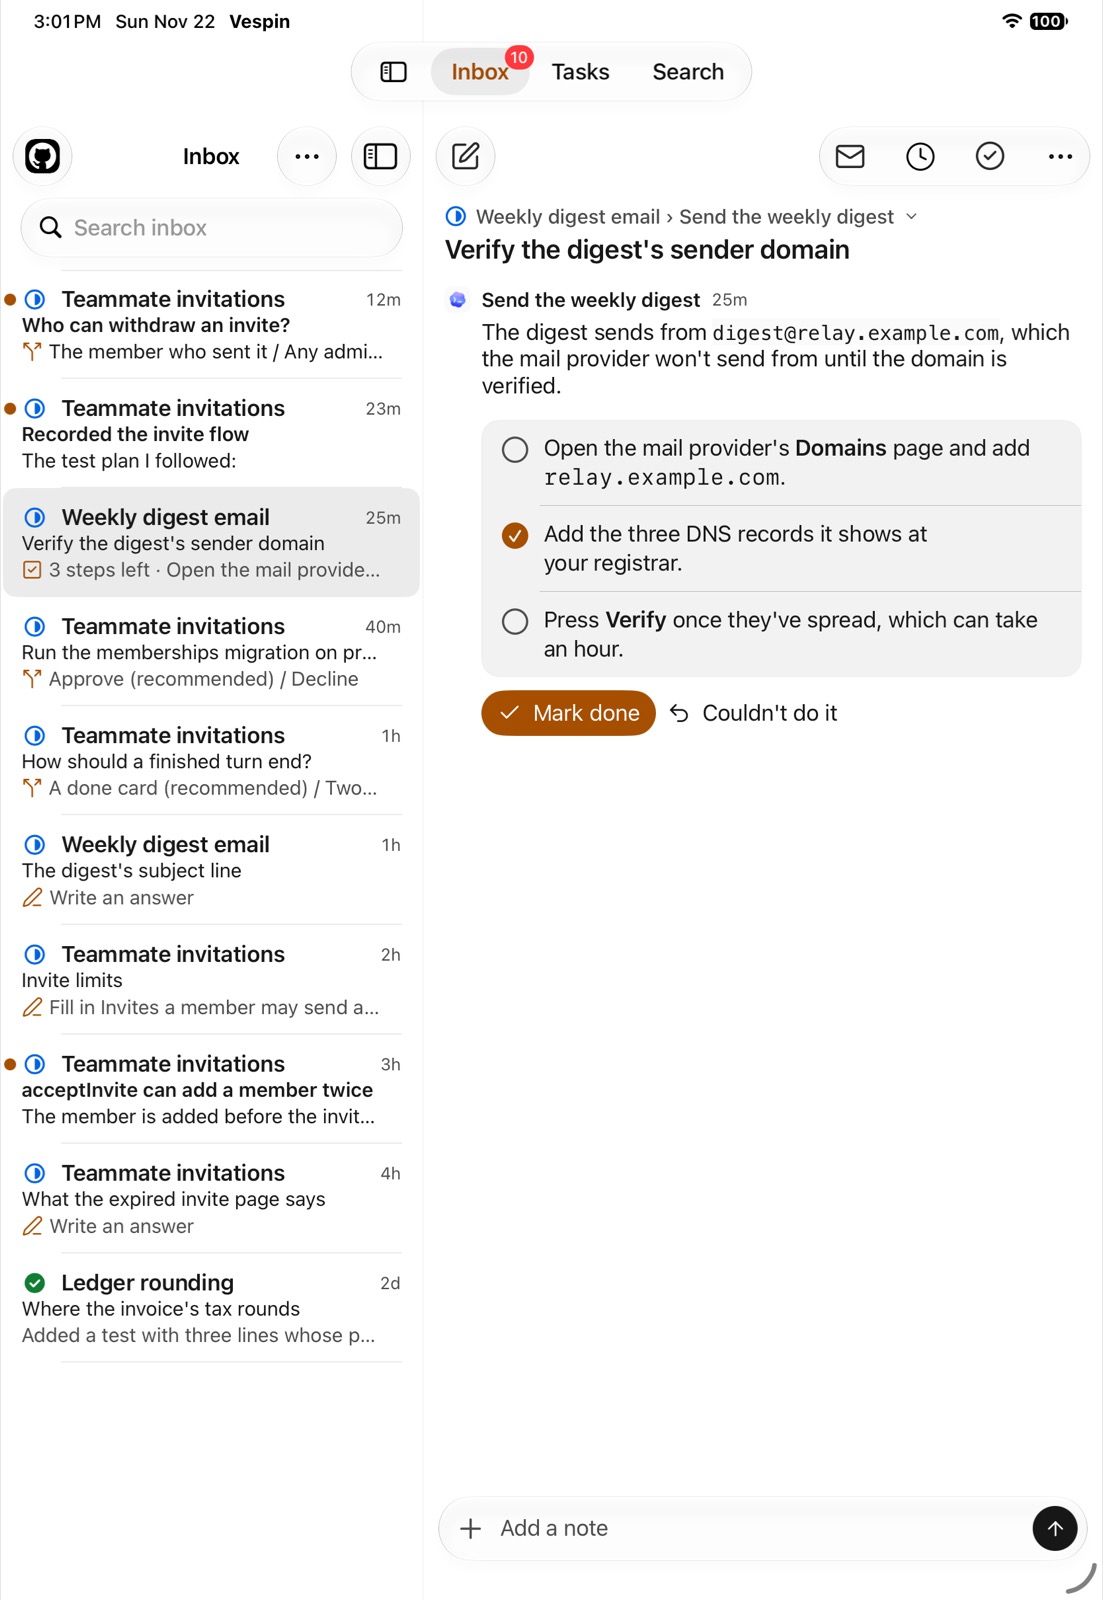 3:01 PM Sun Nov 22 Vespin
100
Inbox 10 Tasks Search
Inbox
Search inbox
Teammate invitations 12m
Who can withdraw an invite?
The member who sent it / Any admi...
Teammate invitations 23m
Recorded the invite flow
The test plan I followed:
Weekly digest email 25m
Verify the digest's sender domain
3 steps left · Open the mail provide...
Teammate invitations 40m
Run the memberships migration on pr...
Approve (recommended) / Decline
Teammate invitations 1h
How should a finished turn end?
A done card (recommended) / Two...
Weekly digest email 1h
The digest's subject line
Write an answer
Teammate invitations 2h
Invite limits
Fill in Invites a member may send a...
Teammate invitations 3h
acceptInvite can add a member twice
The member is added before the invit...
Teammate invitations 4h
What the expired invite page says
Write an answer
Ledger rounding 2d
Where the invoice's tax rounds
Added a test with three lines whose p...
Weekly digest email › Send the weekly digest
Verify the digest's sender domain
Send the weekly digest 25m
The digest sends from digest@relay.example.com, which
the mail provider won't send from until the domain is
verified.
Open the mail provider's Domains page and add
relay.example.com.
Add the three DNS records it shows at
your registrar.
Press Verify once they've spread, which can take
an hour.
Mark done Couldn't do it
Add a note